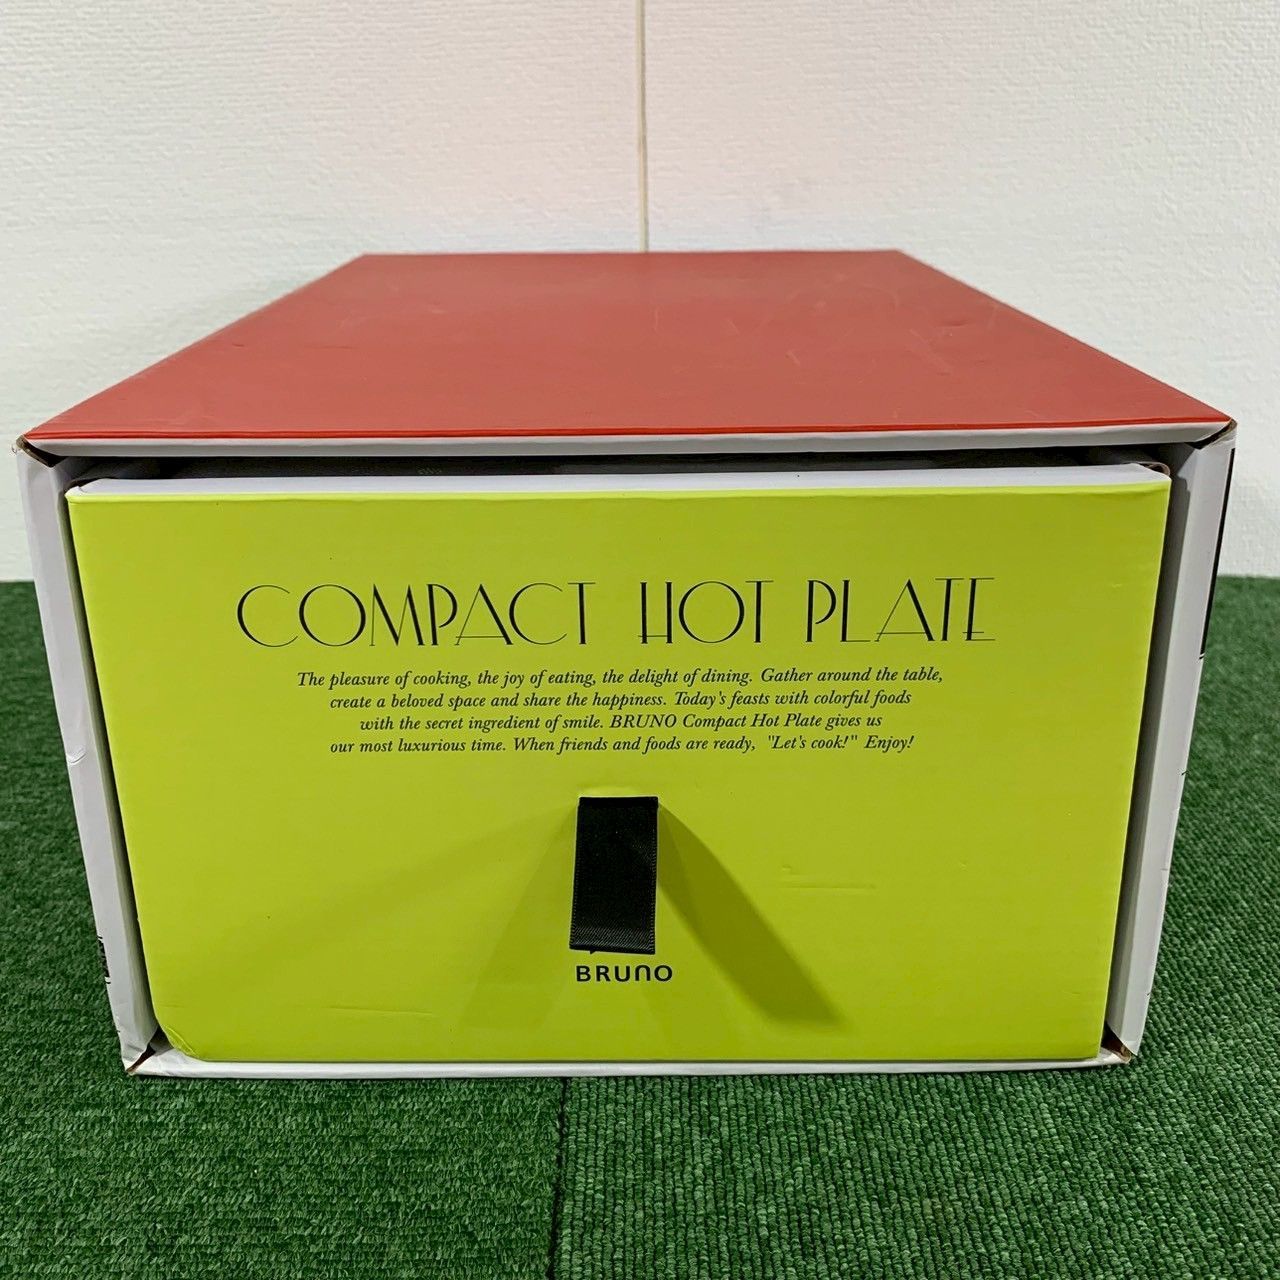 COMPACT HOT PLATE
The pleasure of cooking, the joy of eating, the delight of dining. Gather around the table,
create a beloved space and share the happiness. Today's feasts with colorful foods
with the secret ingredient of smile. BRUNO Compact Hot Plate gives us
our most luxurious time. When friends and foods are ready, "Let's cook!" Enjoy!
BRUNO